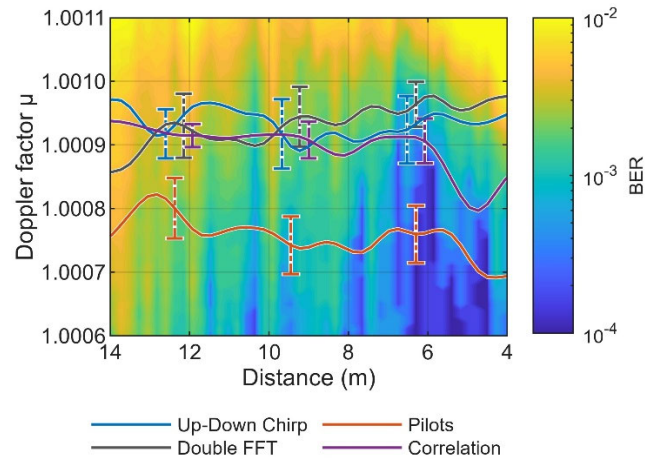 1.0011
1.0010
1.0009
1.0008
1.0007
1.0006
Doppler factor μ
14 12 10 8 6 4
Distance (m)
10⁻²
10⁻³
10⁻⁴
BER
Up-Down Chirp Pilots
Double FFT Correlation